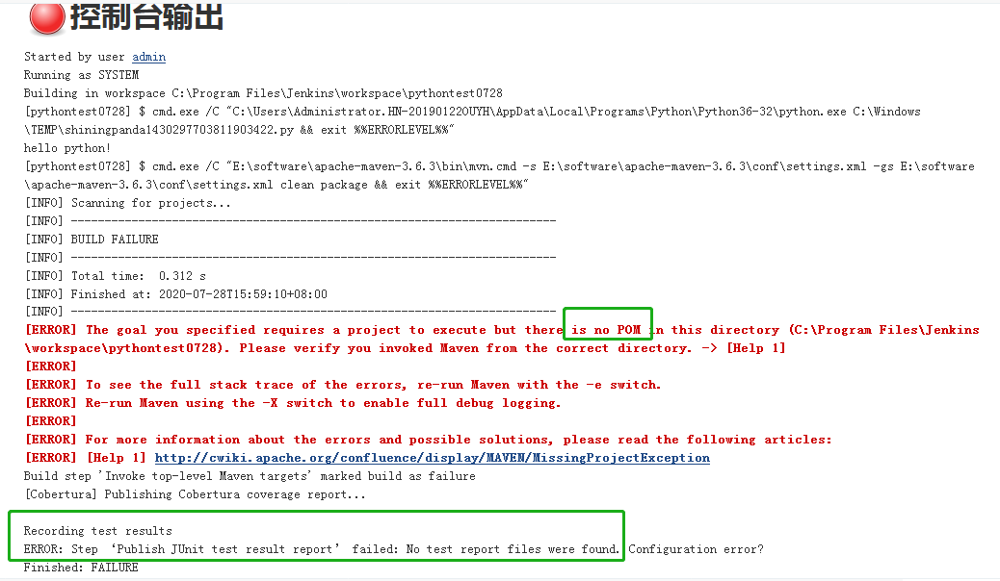 控制台输出
Started by user admin
Running as SYSTEM
Building in workspace C:\Program Files\Jenkins\workspace\pythontest0728
[pythontest0728] $ cmd.exe /C "C:\Users\Administrator.HN-201901220UYH\AppData\Local\Programs\Python\Python36-32\python.exe C:\Windows
\TEMP\shiningpanda1430297703811903422.py && exit %%ERRORLEVEL%%"
hello python!
[pythontest0728] $ cmd.exe /C "E:\software\apache-maven-3.6.3\bin\mvn.cmd -s E:\software\apache-maven-3.6.3\conf\settings.xml -gs E:\software
\apache-maven-3.6.3\conf\settings.xml clean package && exit %%ERRORLEVEL%%"
[INFO] Scanning for projects...
[INFO] ------------------------------------------------------------------------
[INFO] BUILD FAILURE
[INFO] ------------------------------------------------------------------------
[INFO] Total time:  0.312 s
[INFO] Finished at: 2020-07-28T15:59:10+08:00
[INFO] ------------------------------------------------------------------------
[ERROR] The goal you specified requires a project to execute but there is no POM in this directory (C:\Program Files\Jenkins
\workspace\pythontest0728). Please verify you invoked Maven from the correct directory. -> [Help 1]
[ERROR]
[ERROR] To see the full stack trace of the errors, re-run Maven with the -e switch.
[ERROR] Re-run Maven using the -X switch to enable full debug logging.
[ERROR]
[ERROR] For more information about the errors and possible solutions, please read the following articles:
[ERROR] [Help 1] http://cwiki.apache.org/confluence/display/MAVEN/MissingProjectException
Build step 'Invoke top-level Maven targets' marked build as failure
[Cobertura] Publishing Cobertura coverage report...
Recording test results
ERROR: Step ‘Publish JUnit test result report’ failed: No test report files were found. Configuration error?
Finished: FAILURE